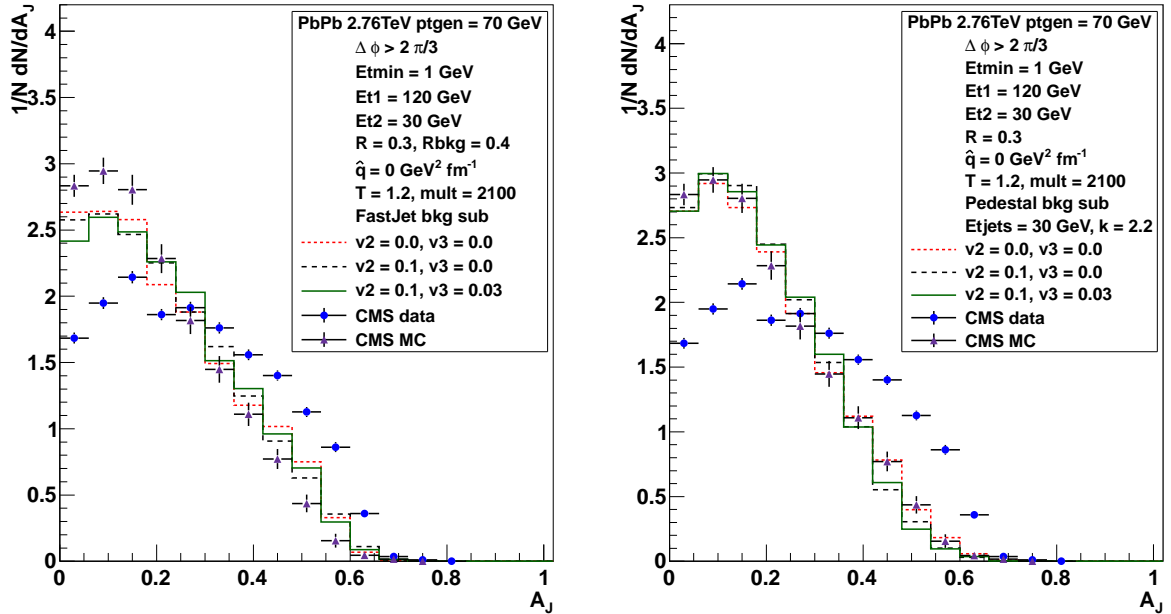 1/N dN/dA_J
4
3.5
3
2.5
2
1.5
1
0.5
0
PbPb 2.76TeV ptgen = 70 GeV
Δ ϕ > 2 π/3
Etmin = 1 GeV
Et1 = 120 GeV
Et2 = 30 GeV
R = 0.3, Rbkg = 0.4
q̂ = 0 GeV² fm⁻¹
T = 1.2, mult = 2100
FastJet bkg sub
v2 = 0.0, v3 = 0.0
v2 = 0.1, v3 = 0.0
v2 = 0.1, v3 = 0.03
CMS data
CMS MC
0 0.2 0.4 0.6 0.8 1
A_J
1/N dN/dA_J
4
3.5
3
2.5
2
1.5
1
0.5
0
PbPb 2.76TeV ptgen = 70 GeV
Δ ϕ > 2 π/3
Etmin = 1 GeV
Et1 = 120 GeV
Et2 = 30 GeV
R = 0.3
q̂ = 0 GeV² fm⁻¹
T = 1.2, mult = 2100
Pedestal bkg sub
Etjets = 30 GeV, k = 2.2
v2 = 0.0, v3 = 0.0
v2 = 0.1, v3 = 0.0
v2 = 0.1, v3 = 0.03
CMS data
CMS MC
0 0.2 0.4 0.6 0.8 1
A_J